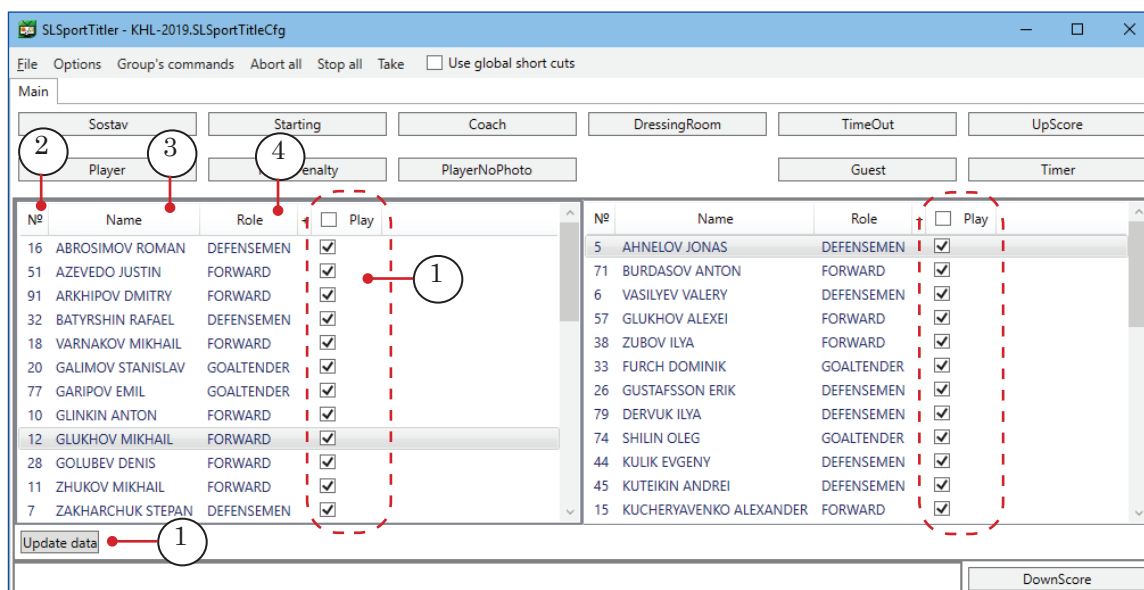 SLSportTitler - KHL-2019.SLSportTitleCfg
File Options Group's commands Abort all Stop all Take Use global short cuts
Main
Sostav Starting Coach DressingRoom TimeOut UpScore
2 3 4
Player enalty PlayerNoPhoto Guest Timer
№ Name Role Play № Name Role Play
16 ABROSIMOV ROMAN DEFENSEMEN 5 AHNELOV JONAS DEFENSEMEN
51 AZEVEDO JUSTIN FORWARD 1 71 BURDASOV ANTON FORWARD
91 ARKHIPOV DMITRY FORWARD 6 VASILYEV VALERY DEFENSEMEN
32 BATYRSHIN RAFAEL DEFENSEMEN 57 GLUKHOV ALEXEI FORWARD
18 VARNAKOV MIKHAIL FORWARD 38 ZUBOV ILYA FORWARD
20 GALIMOV STANISLAV GOALTENDER 33 FURCH DOMINIK GOALTENDER
77 GARIPOV EMIL GOALTENDER 26 GUSTAFSSON ERIK DEFENSEMEN
10 GLINKIN ANTON FORWARD 79 DERVUK ILYA DEFENSEMEN
12 GLUKHOV MIKHAIL FORWARD 74 SHILIN OLEG GOALTENDER
28 GOLUBEV DENIS FORWARD 44 KULIK EVGENY DEFENSEMEN
11 ZHUKOV MIKHAIL FORWARD 45 KUTEIKIN ANDREI DEFENSEMEN
7 ZAKHARCHUK STEPAN DEFENSEMEN 15 KUCHERYAVENKO ALEXANDER FORWARD
Update data 1
DownScore